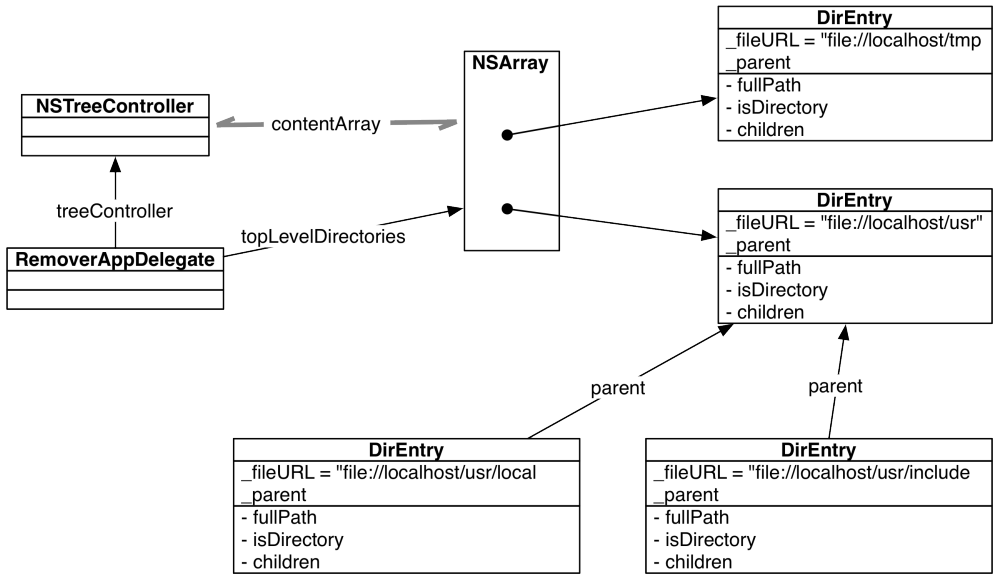 DirEntry
_fileURL = "file://localhost/tmp
_parent
- fullPath
- isDirectory
- children
NSArray
NSTreeController
contentArray
treeController
topLevelDirectories
RemoverAppDelegate
DirEntry
_fileURL = "file://localhost/usr"
_parent
- fullPath
- isDirectory
- children
parent
parent
DirEntry
_fileURL = "file://localhost/usr/local
_parent
- fullPath
- isDirectory
- children
DirEntry
_fileURL = "file://localhost/usr/include
_parent
- fullPath
- isDirectory
- children